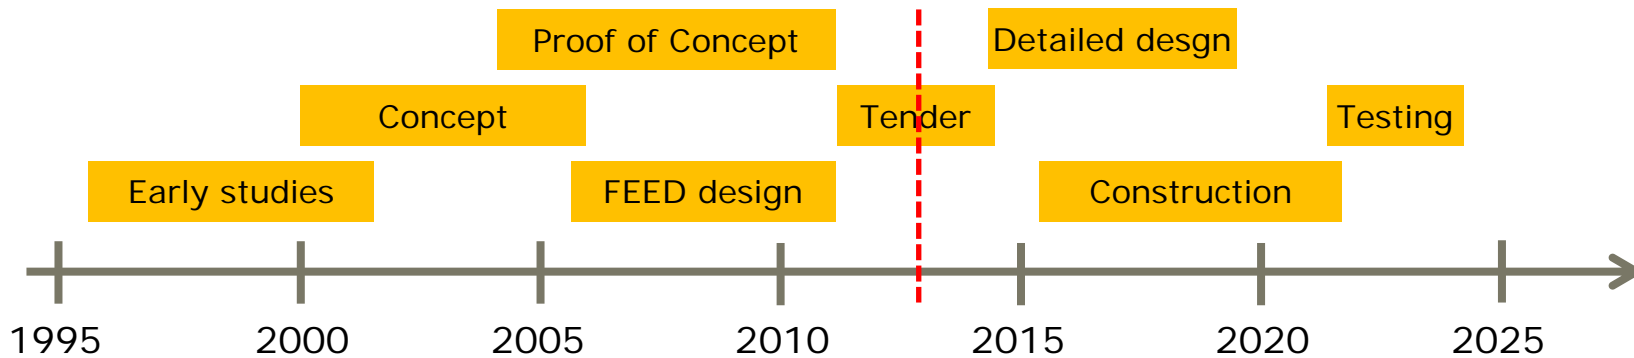 Proof of Concept
Detailed desgn
Concept
Tender
Testing
Early studies
FEED design
Construction
1995
2000
2005
2010
2015
2020
2025